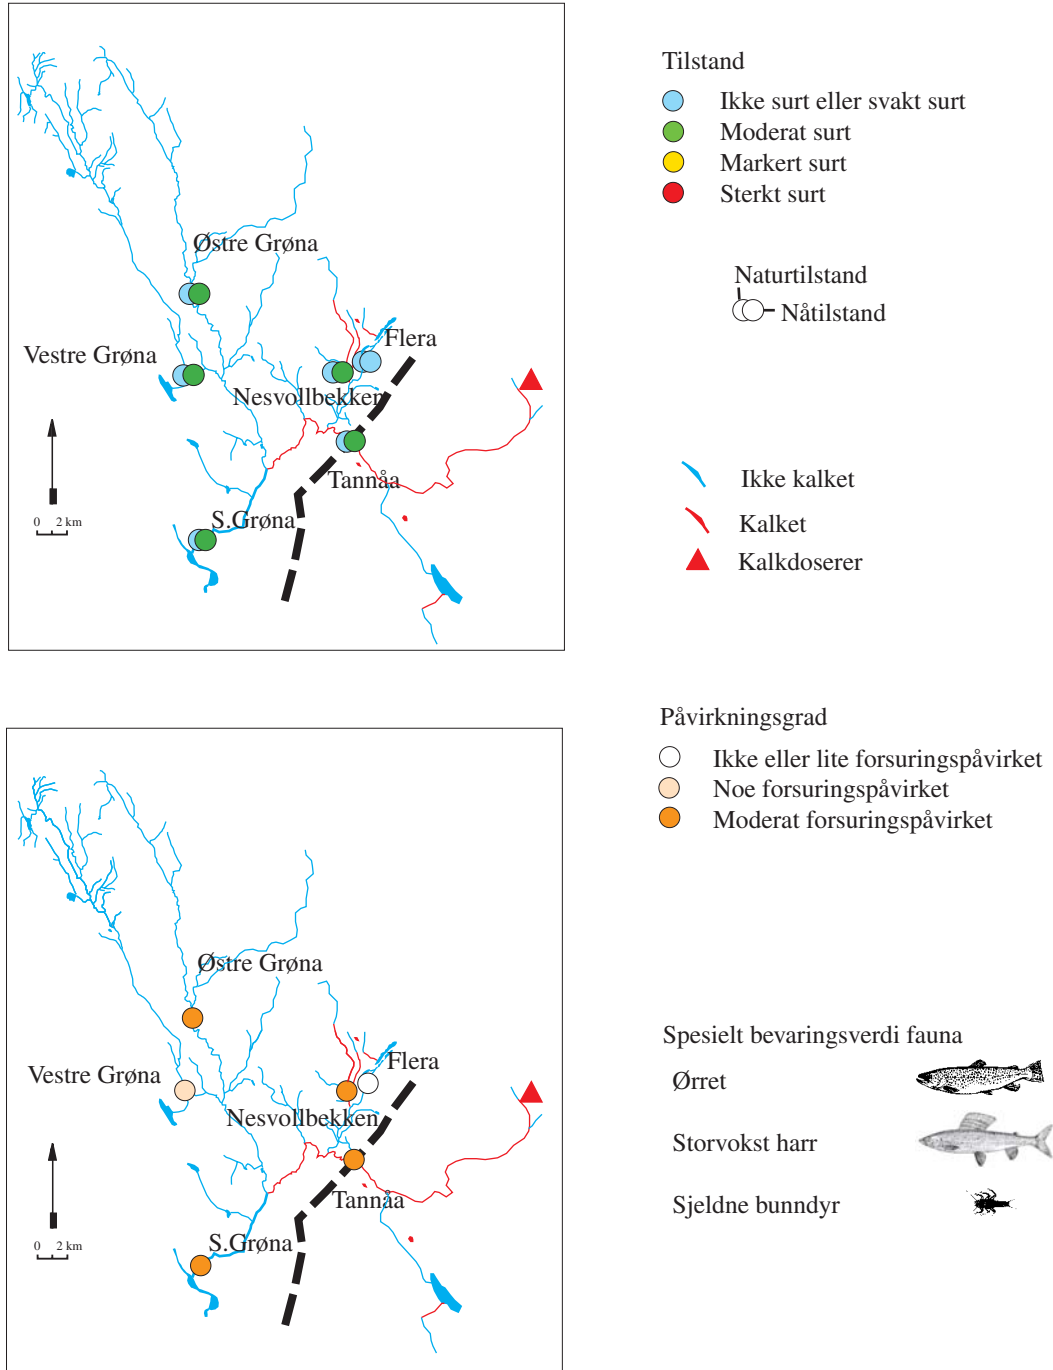 Østre Grøna
Flera
Vestre Grøna
Nesvollbekken
Tannåa
0 2 km
S.Grøna
Tilstand
Ikke surt eller svakt surt
Moderat surt
Markert surt
Sterkt surt
Naturtilstand
Nåtilstand
Ikke kalket
Kalket
Kalkdoserer
Østre Grøna
Flera
Vestre Grøna
Nesvollbekken
Tannåa
0 2 km
S.Grøna
Påvirkningsgrad
Ikke eller lite forsuringspåvirket
Noe forsuringspåvirket
Moderat forsuringspåvirket
Spesielt bevaringsverdi fauna
Ørret
Storvokst harr
Sjeldne bunndyr